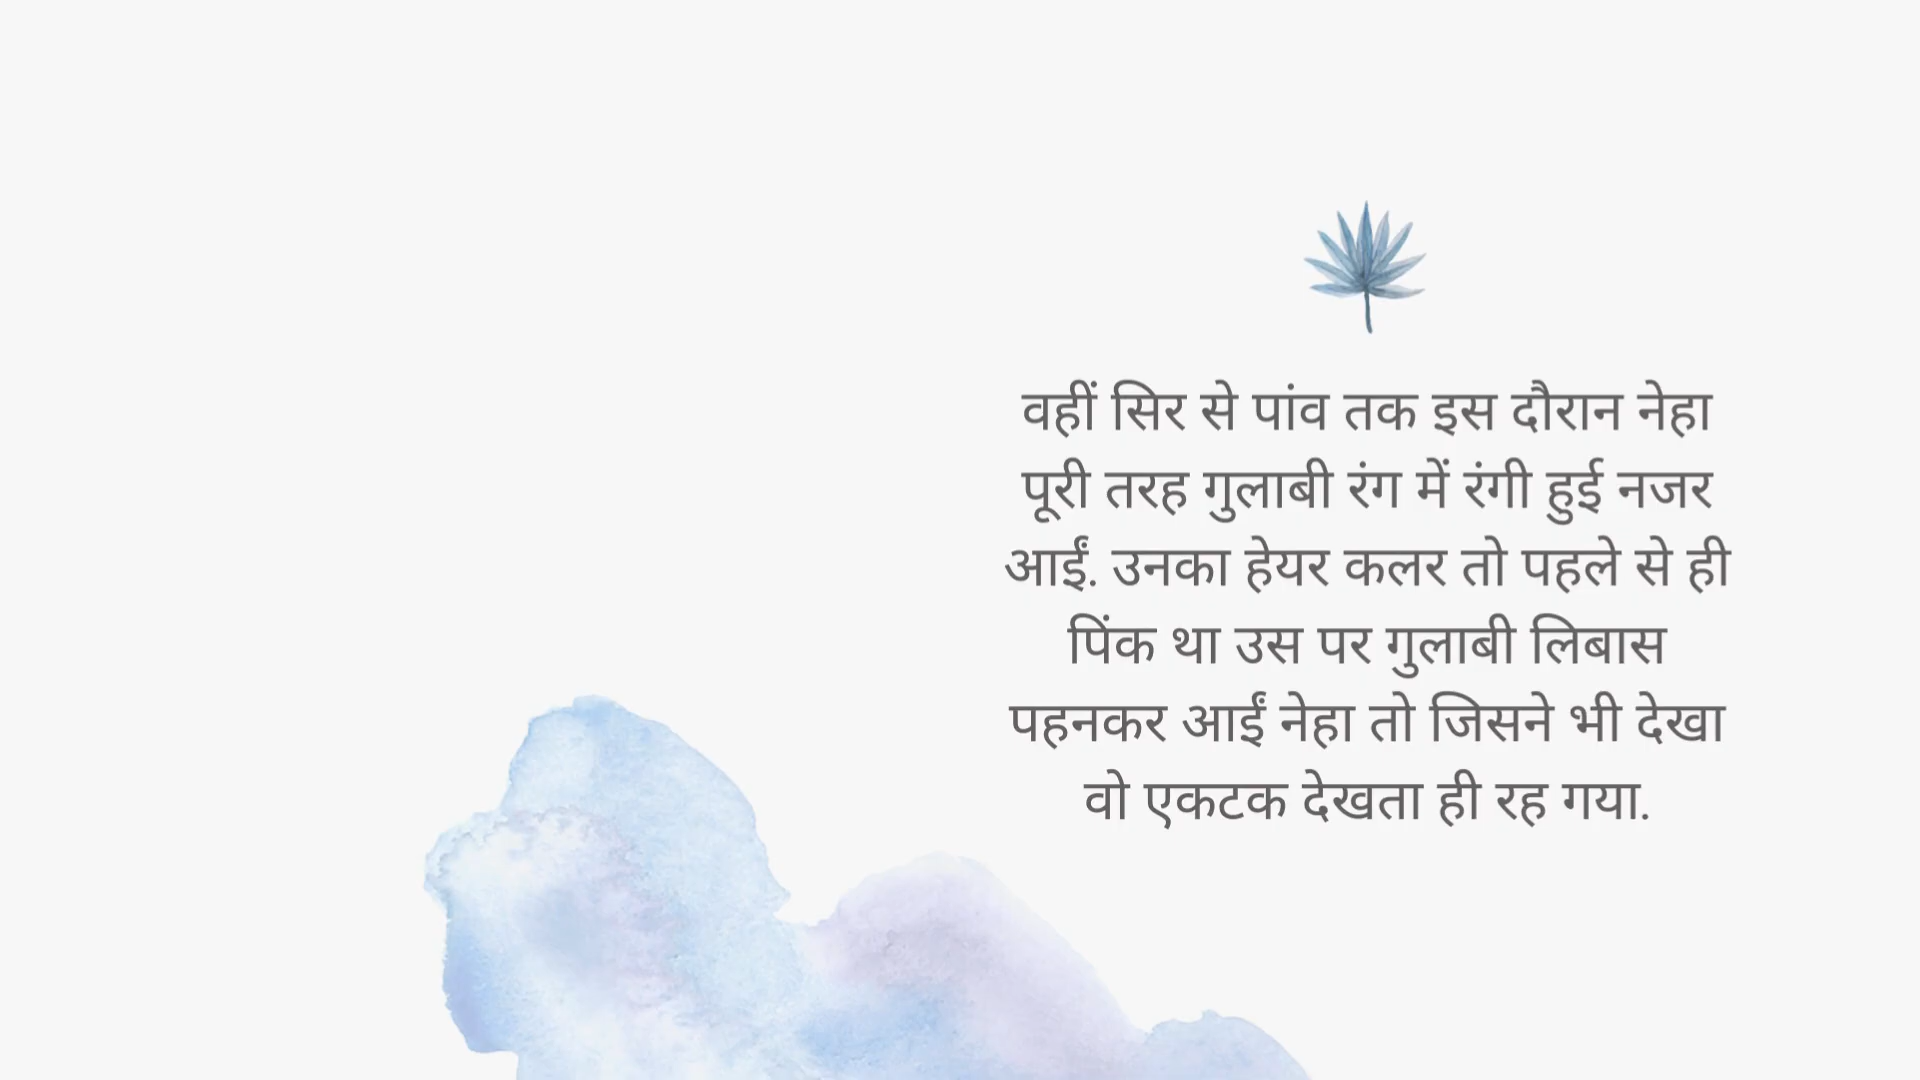 वहीं सिर से पांव तक इस दौरान नेहा
पूरी तरह गुलाबी रंग में रंगी हुई नजर
आईं. उनका हेयर कलर तो पहले से ही
पिंक था उस पर गुलाबी लिबास
पहनकर आईं नेहा तो जिसने भी देखा
वो एकटक देखता ही रह गया.